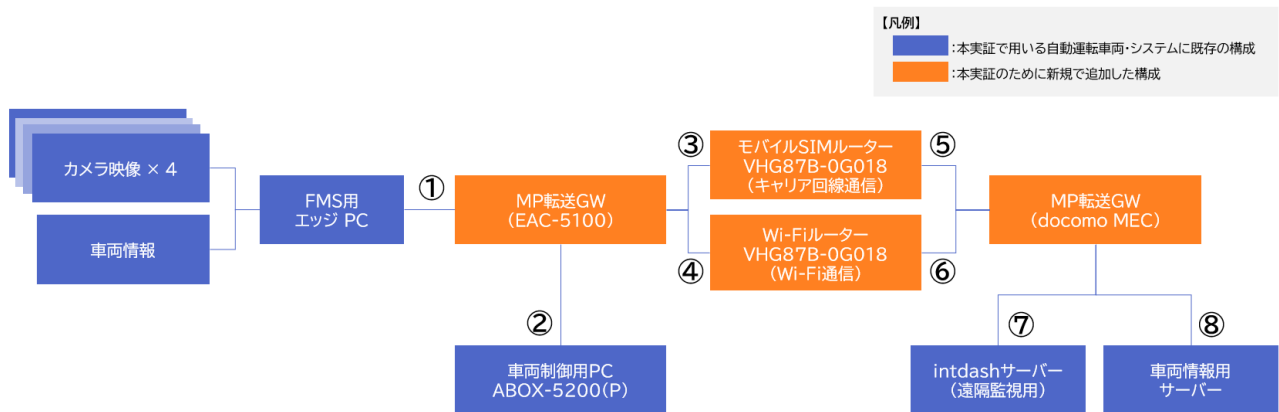 【凡例】
:本実証で用いる自動運転車両・システムに既存の構成
:本実証のために新規で追加した構成
カメラ映像 × 4
車両情報
FMS用
エッジ PC
①
MP転送GW
(EAC-5100)
②
車両制御用PC
ABOX-5200(P)
③
モバイルSIMルーター
VHG87B-0G018
(キャリア回線通信)
④
Wi-Fiルーター
VHG87B-0G018
(Wi-Fi通信)
⑤
⑥
MP転送GW
(docomo MEC)
⑦
intdashサーバー
(遠隔監視用)
⑧
車両情報用
サーバー